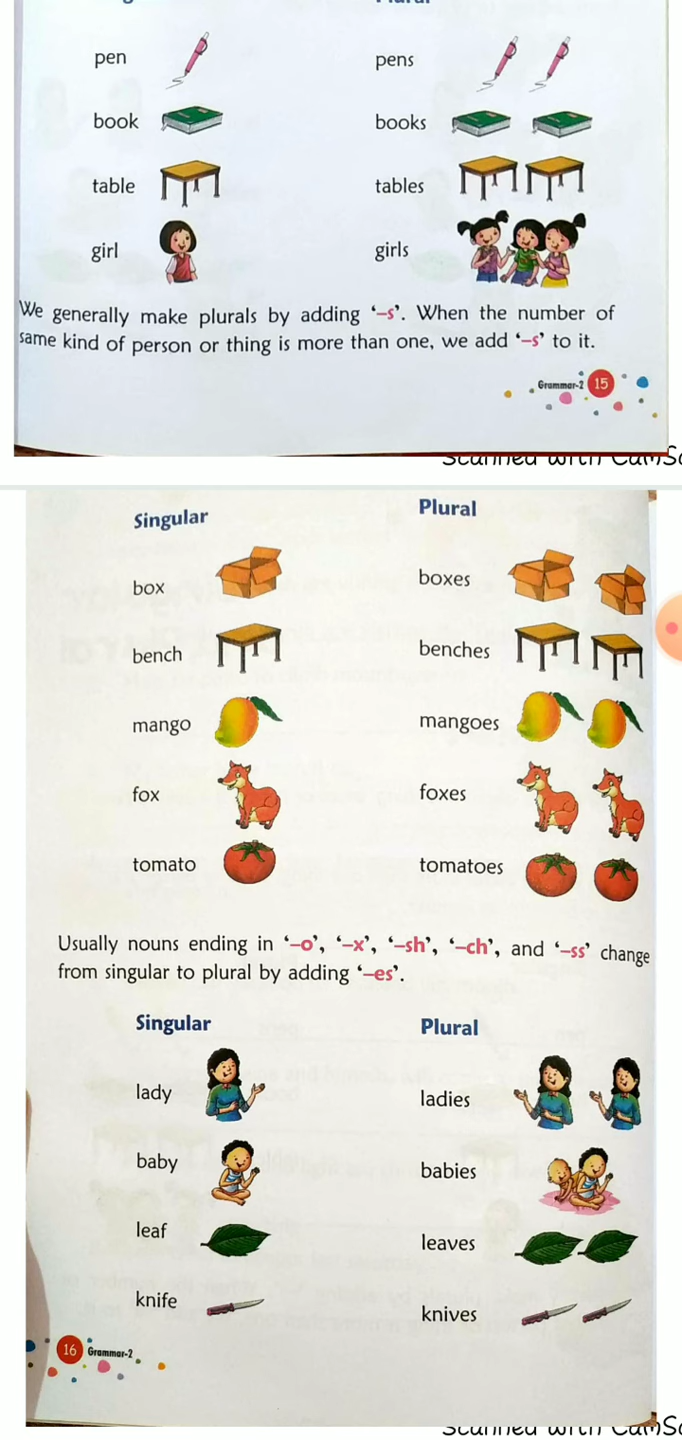 pen pens
book books
table tables
girl girls
We generally make plurals by adding ‘–s’. When the number of
same kind of person or thing is more than one, we add ‘–s’ to it.
Grammar-2 15
Singular Plural
box boxes
bench benches
mango mangoes
fox foxes
tomato tomatoes
Usually nouns ending in ‘–o’, ‘–x’, ‘–sh’, ‘–ch’, and ‘–ss’ change
from singular to plural by adding ‘–es’.
Singular Plural
lady ladies
baby babies
leaf leaves
knife knives
16 Grammar-2